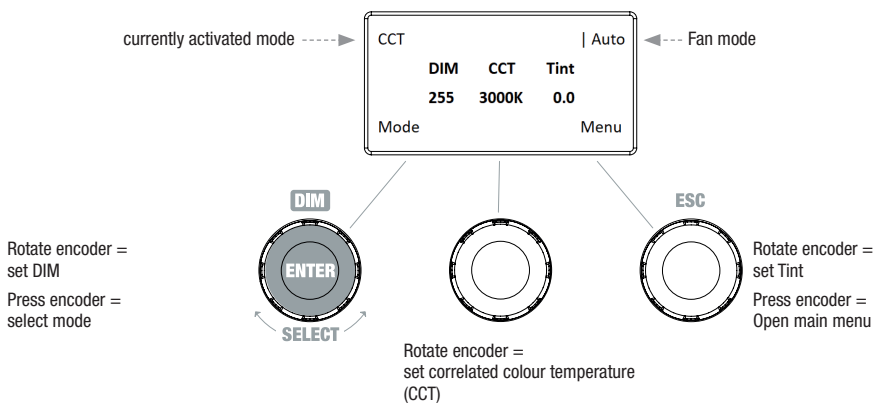 currently activated mode
CCT | Auto
Fan mode
DIM CCT Tint
255 3000K 0.0
Mode Menu
DIM
ESC
ENTER
SELECT
Rotate encoder =
set DIM
Press encoder =
select mode
Rotate encoder =
set correlated colour temperature
(CCT)
Rotate encoder =
set Tint
Press encoder =
Open main menu